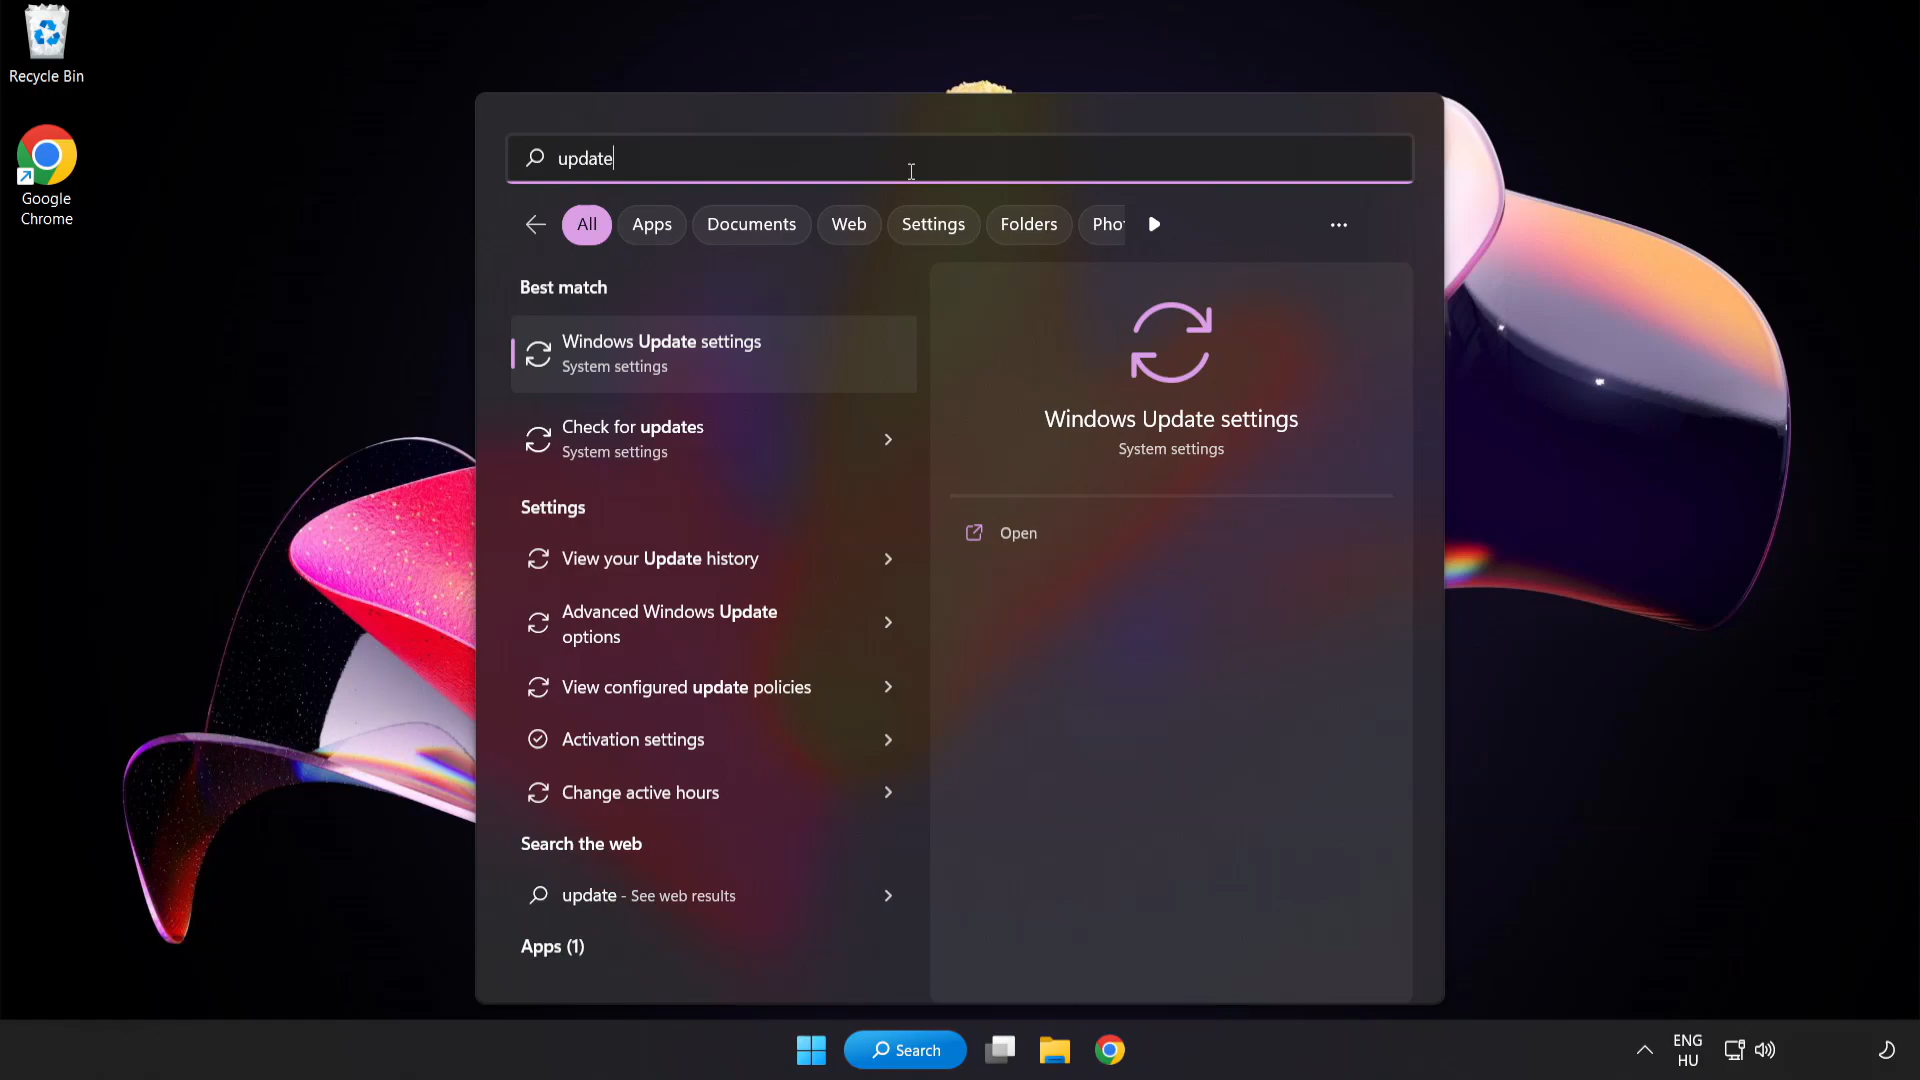 Recycle Bin
Google
Chrome
update
All
Apps
Documents
Web
Settings
Folders
Pho
Best match
Windows Update settings
System settings
Check for updates
System settings
Settings
View your Update history
Advanced Windows Update
options
View configured update policies
Activation settings
Change active hours
Search the web
update - See web results
Apps (1)
Windows Update settings
System settings
Open
Search
ENG
HU